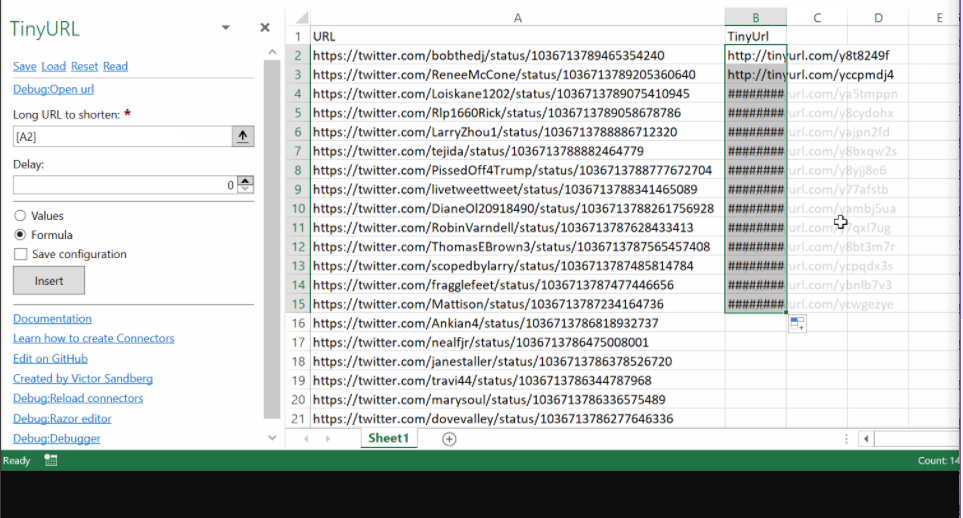 TinyURL
Save Load Reset Read
Debug:Open url
Long URL to shorten: *
[A2]
Delay:
0
Values
Formula
Save configuration
Insert
Documentation
Learn how to create Connectors
Edit on GitHub
Created by Victor Sandberg
Debug:Reload connectors
Debug:Razor editor
Debug:Debugger
A B C D E
1 URL TinyUrl
2 https://twitter.com/bobthedj/status/1036713789465354240 http://tinyurl.com/y8t8249f
3 https://twitter.com/ReneeMcCone/status/1036713789205360640 http://tinyurl.com/yccpmdj4
4 https://twitter.com/Loiskane1202/status/1036713789075410945 ######## url.com/ya5tmppn
5 https://twitter.com/Rlp1660Rick/status/1036713789058678786 ######## url.com/y8cydohx
6 https://twitter.com/LarryZhou1/status/1036713788886712320 ######## url.com/yajpn2fd
7 https://twitter.com/tejida/status/1036713788882464779 ######## url.com/y8bxqw2s
8 https://twitter.com/PissedOff4Trump/status/1036713788777672704 ######## url.com/y8yjj8e6
9 https://twitter.com/livetweettweet/status/1036713788341465089 ######## url.com/y77afstb
10 https://twitter.com/DianeOl20918490/status/1036713788261756928 ######## url.com/yambj5ua
11 https://twitter.com/RobinVarndell/status/1036713787628433413 ######## url.com/y7qxl7ug
12 https://twitter.com/ThomasEBrown3/status/1036713787565457408 ######## url.com/y8bt3m7r
13 https://twitter.com/scopedbylarry/status/1036713787485814784 ######## url.com/ycpqdx3s
14 https://twitter.com/fragglefeet/status/1036713787477446656 ######## url.com/ybnlb7v3
15 https://twitter.com/Mattison/status/1036713787234164736 ######## url.com/ycwgezye
16 https://twitter.com/Ankian4/status/1036713786818932737
17 https://twitter.com/nealfjr/status/1036713786475008001
18 https://twitter.com/janestaller/status/1036713786378526720
19 https://twitter.com/travi44/status/1036713786344787968
20 https://twitter.com/marysoul/status/1036713786336575489
21 https://twitter.com/dovevalley/status/1036713786277646336
Sheet1
Ready Count: 14